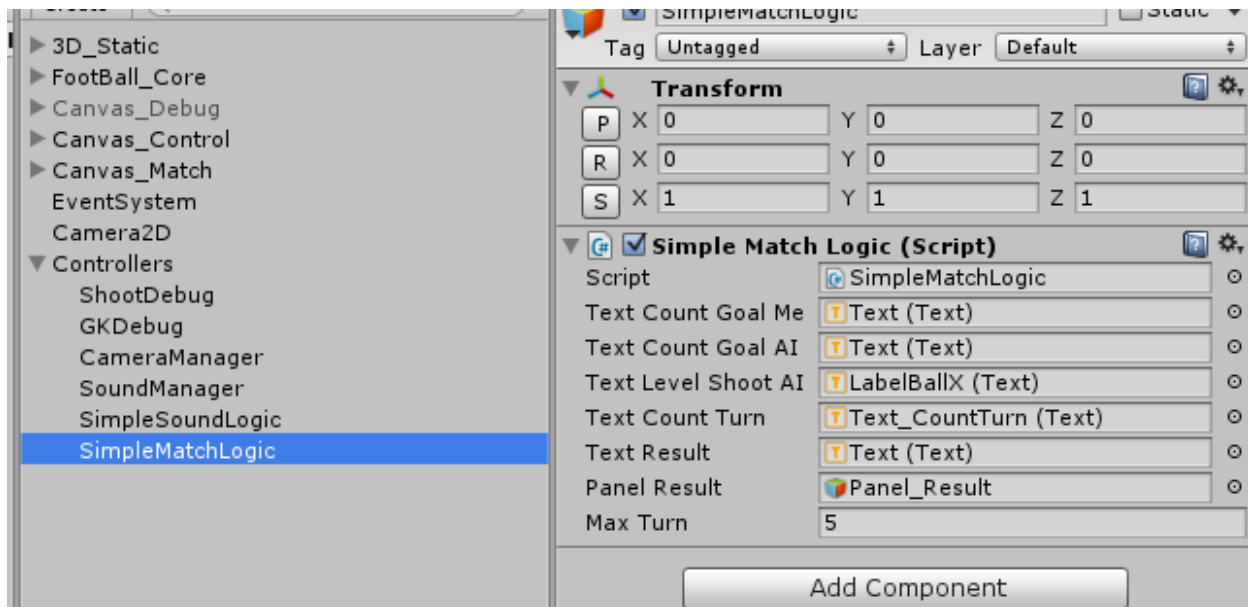 Create
3D_Static
FootBall_Core
Canvas_Debug
Canvas_Control
Canvas_Match
EventSystem
Camera2D
Controllers
ShootDebug
GKDebug
CameraManager
SoundManager
SimpleSoundLogic
SimpleMatchLogic
SimpleMatchLogic Static
Tag Untagged Layer Default
Transform
P X 0 Y 0 Z 0
R X 0 Y 0 Z 0
S X 1 Y 1 Z 1
Simple Match Logic (Script)
Script SimpleMatchLogic
Text Count Goal Me Text (Text)
Text Count Goal AI Text (Text)
Text Level Shoot AI LabelBallX (Text)
Text Count Turn Text_CountTurn (Text)
Text Result Text (Text)
Panel Result Panel_Result
Max Turn 5
Add Component